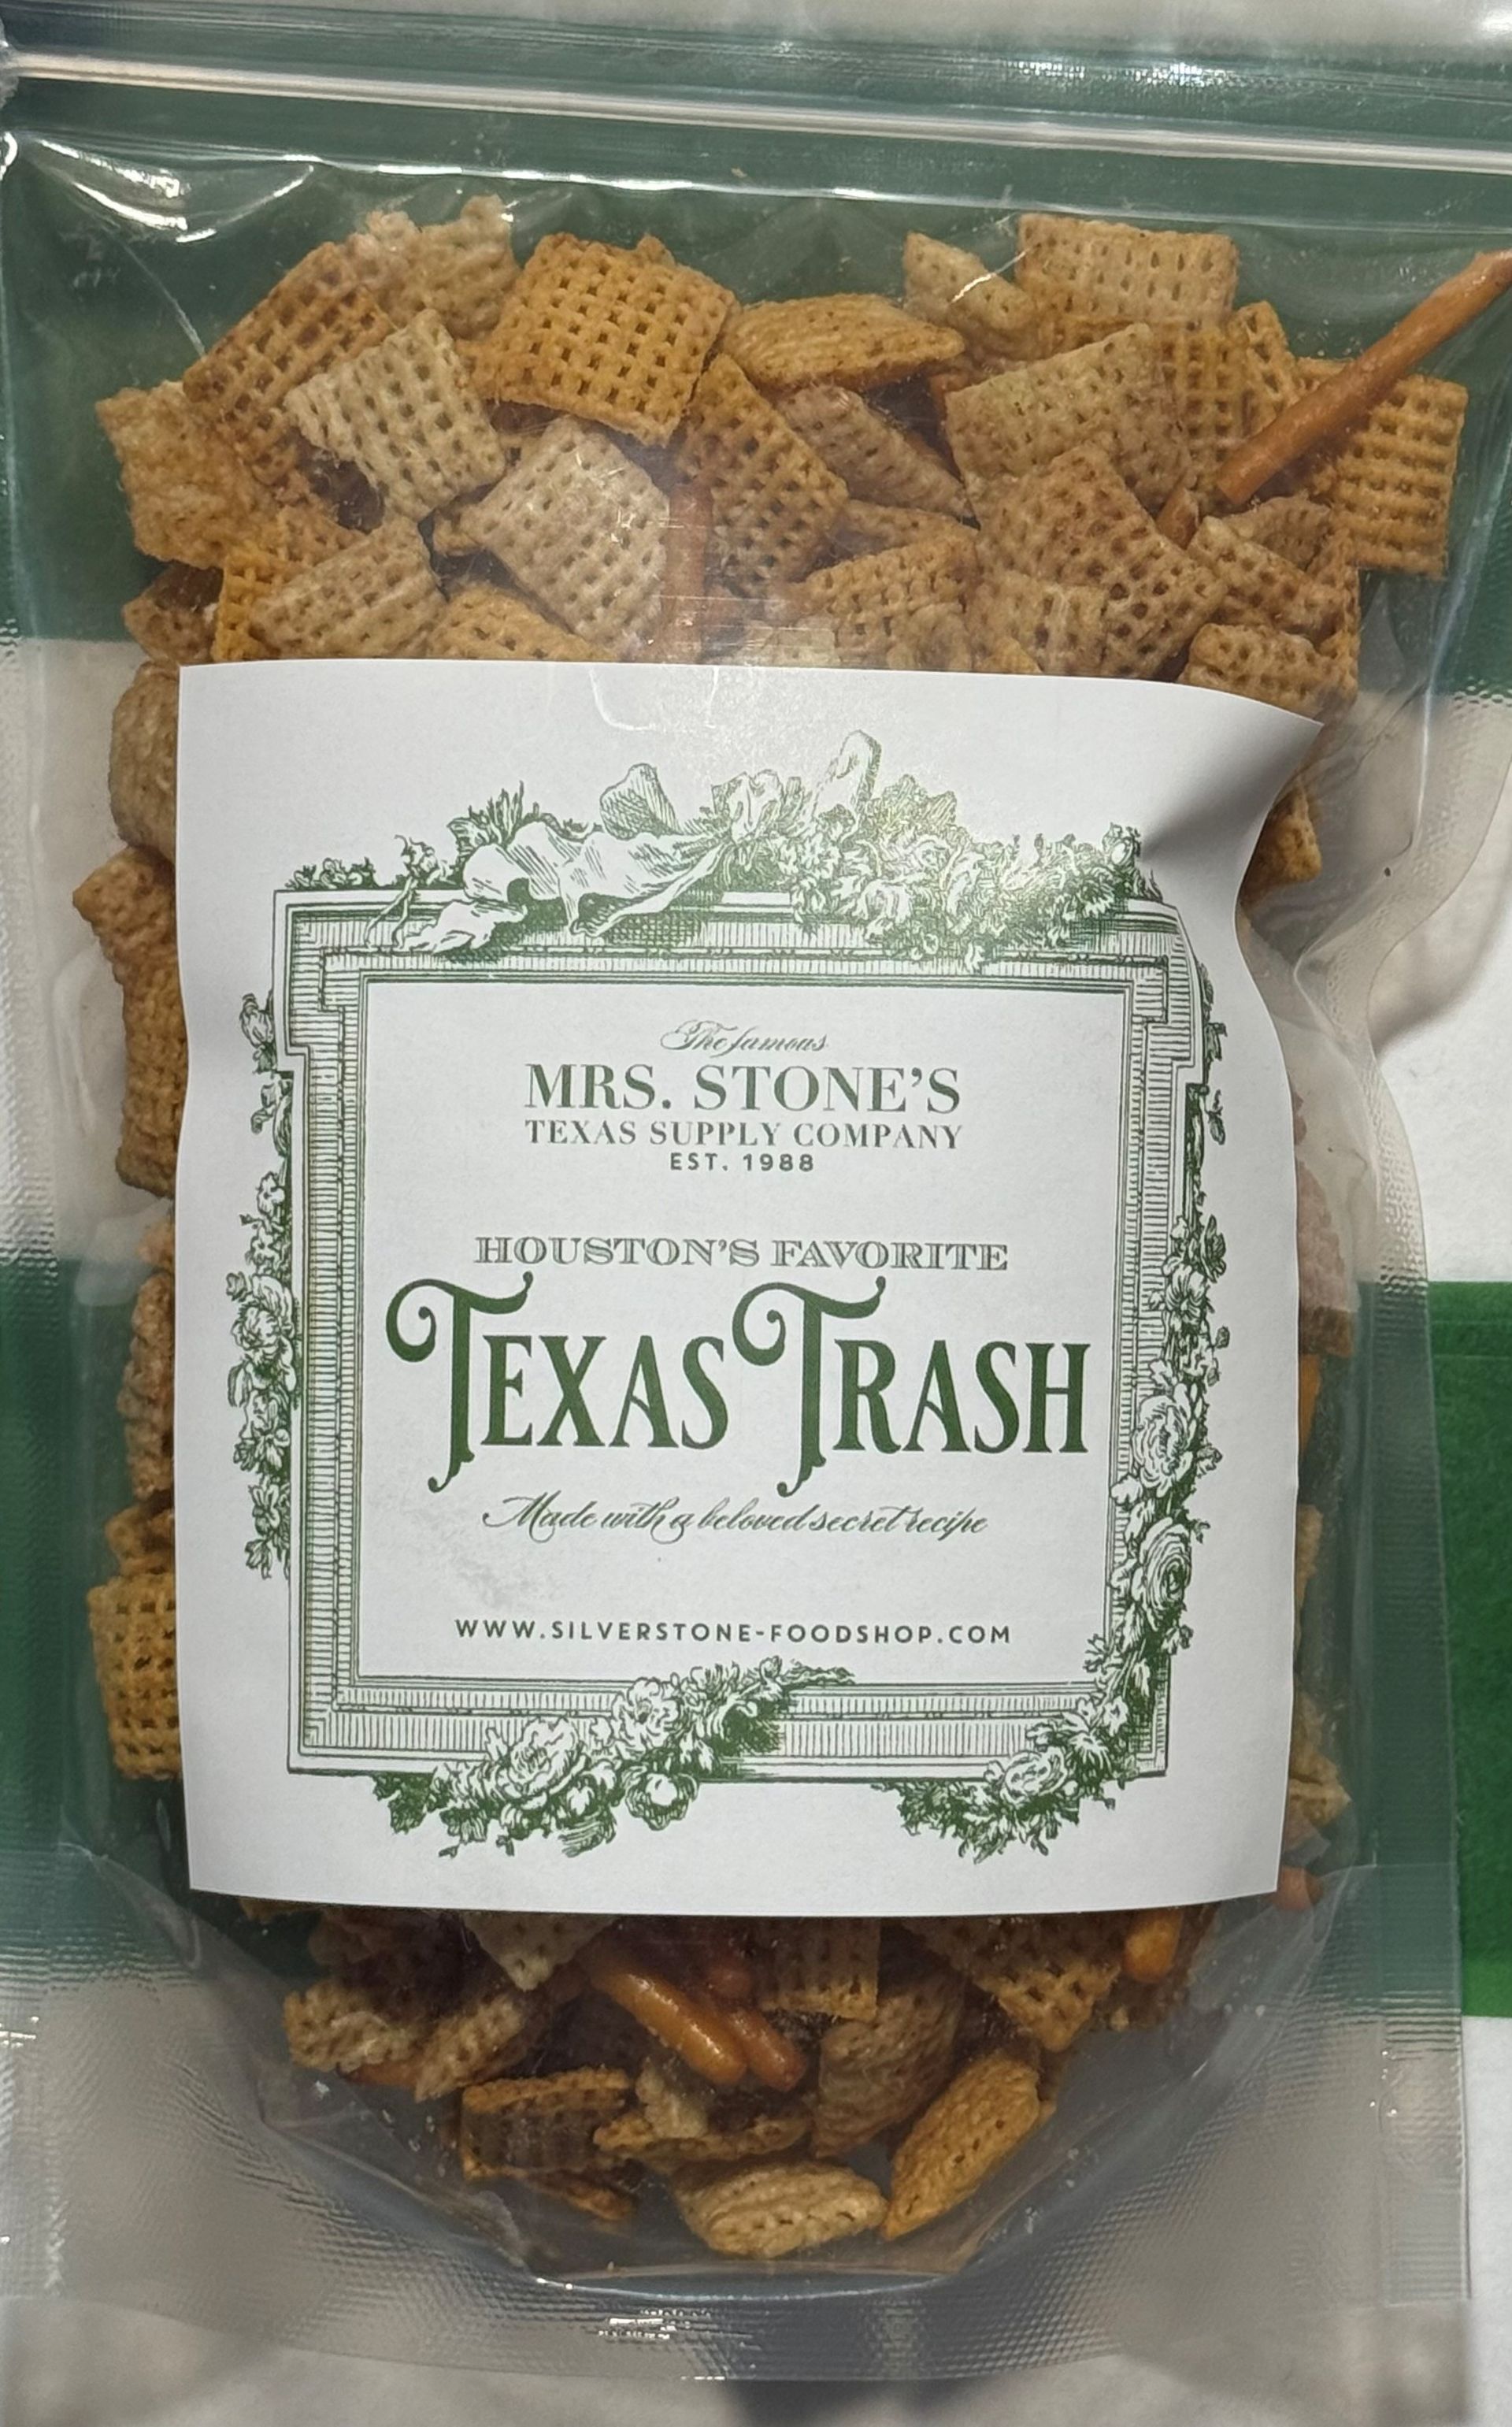 The famous
MRS. STONE'S
TEXAS SUPPLY COMPANY
EST. 1988
HOUSTON'S FAVORITE
TEXAS TRASH
Made with a beloved secret recipe
WWW.SILVERSTONE-FOODSHOP.COM